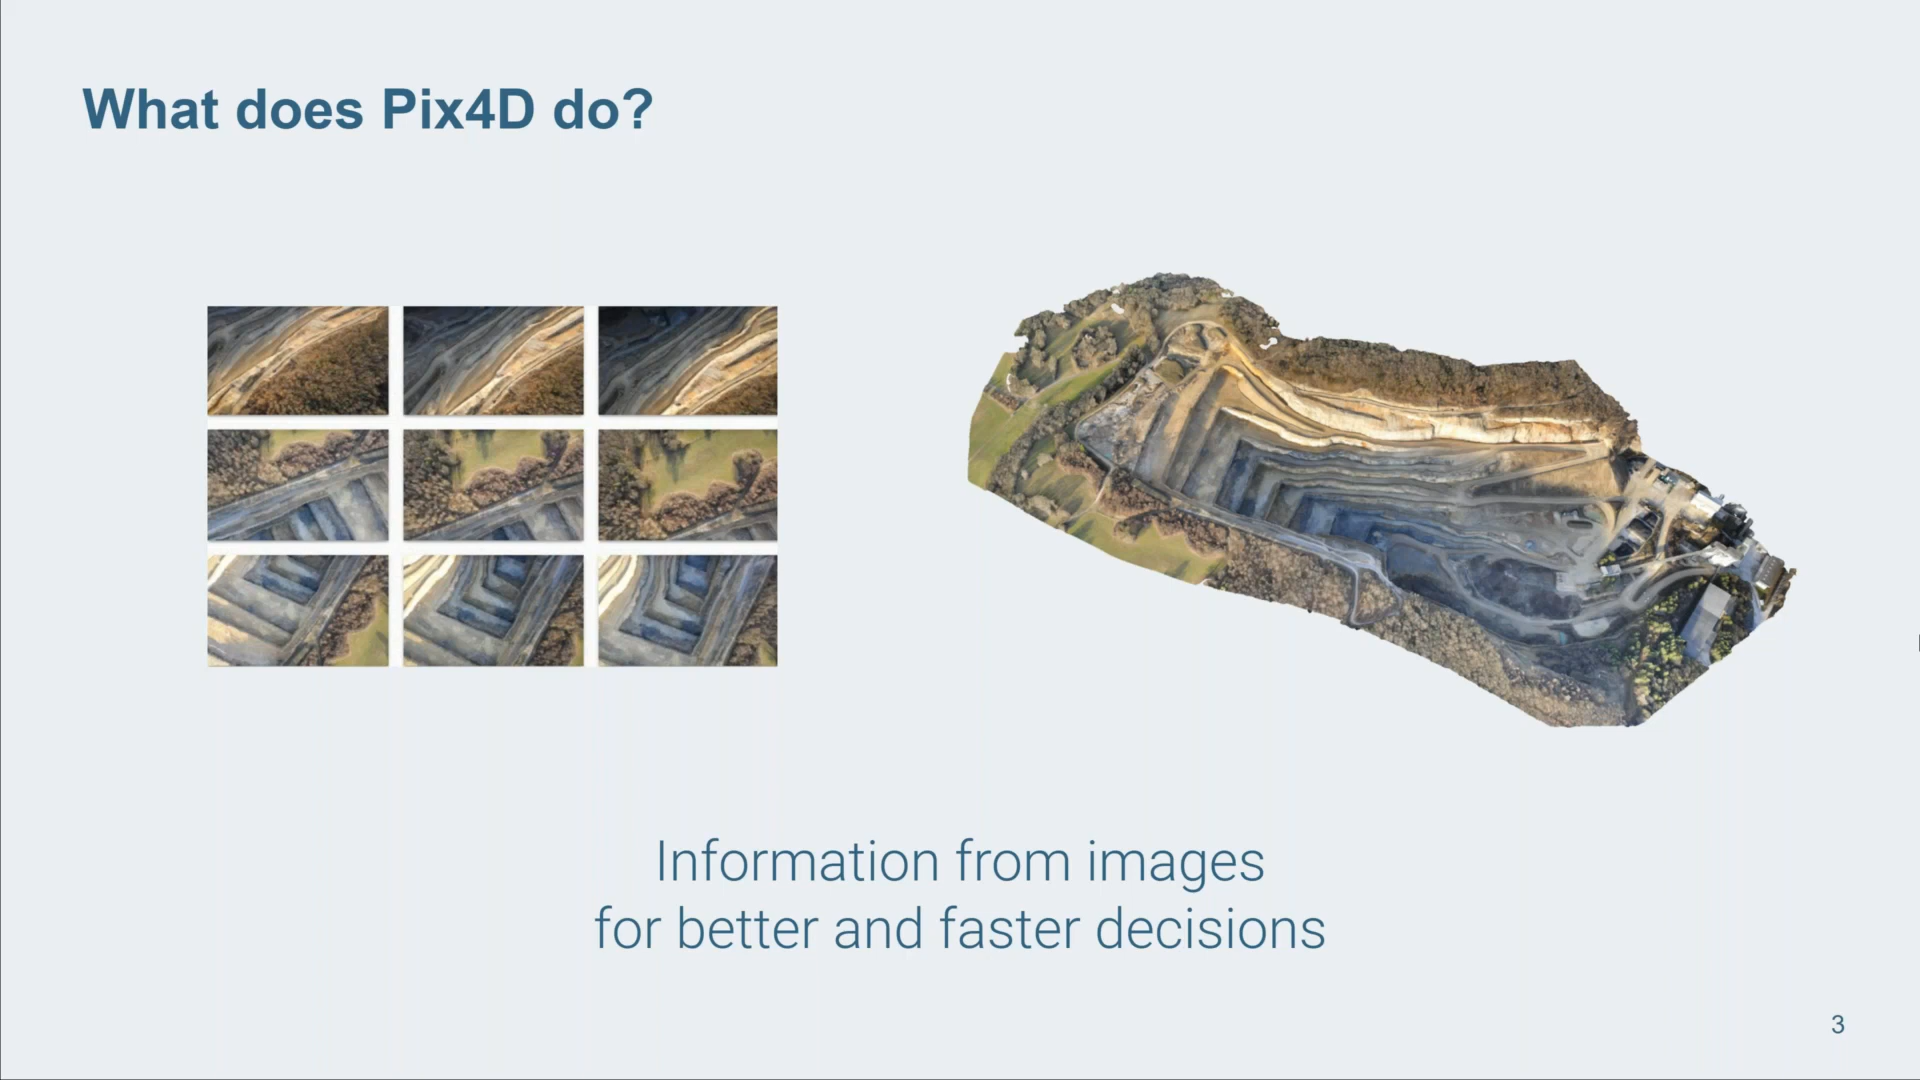 What does Pix4D do?
Information from images
for better and faster decisions
3